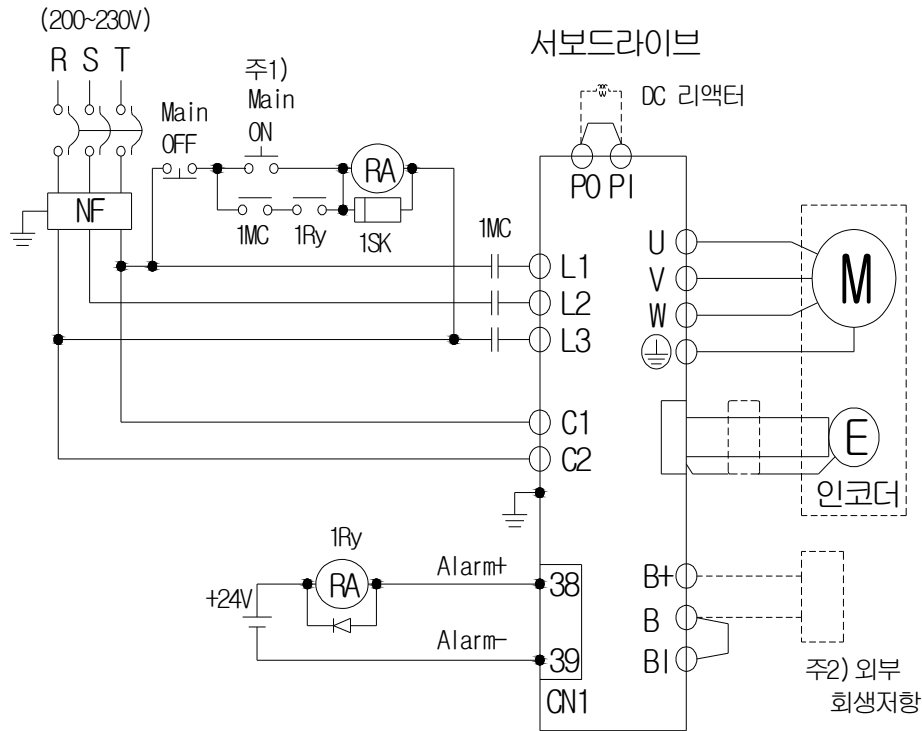 (200~230V)
R S T
주1)
Main
ON
Main
OFF
RA
1MC
1Ry
1SK
NF
1MC
서보드라이브
DC 리액터
PO PI
L1
L2
L3
C1
C2
U
V
W
M
E
인코더
1Ry
RA
+24V
Alarm+
Alarm-
38
39
CN1
B+
B
BI
주2) 외부
회생저항